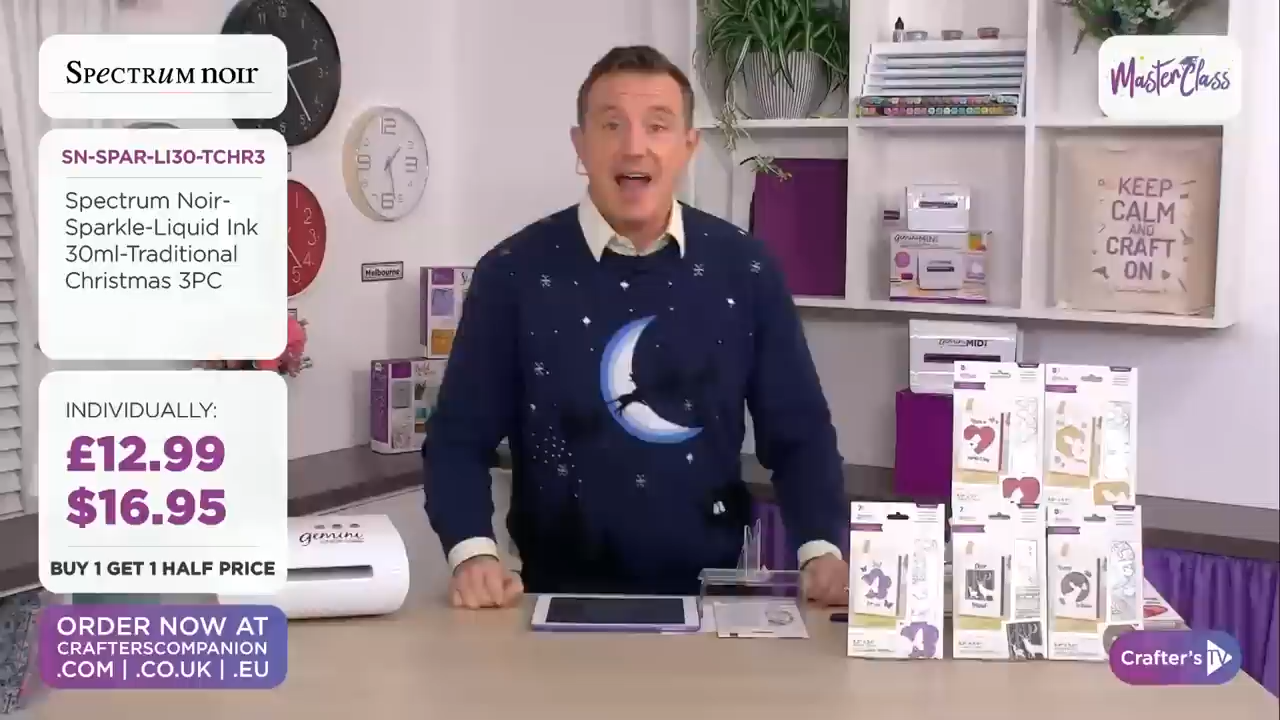 SPECTRUM NOIR
SN-SPAR-LI30-TCHR3
Spectrum Noir-
Sparkle-Liquid Ink
30ml-Traditional
Christmas 3PC
INDIVIDUALLY:
£12.99
$16.95
BUY 1 GET 1 HALF PRICE
ORDER NOW AT
CRAFTERSCOMPANION
.COM | .CO.UK | .EU
Melbourne
gemini
MasterClass
KEEP
CALM
AND
CRAFT
ON
geminiMINI
geminiMIDI
Crafter's TV